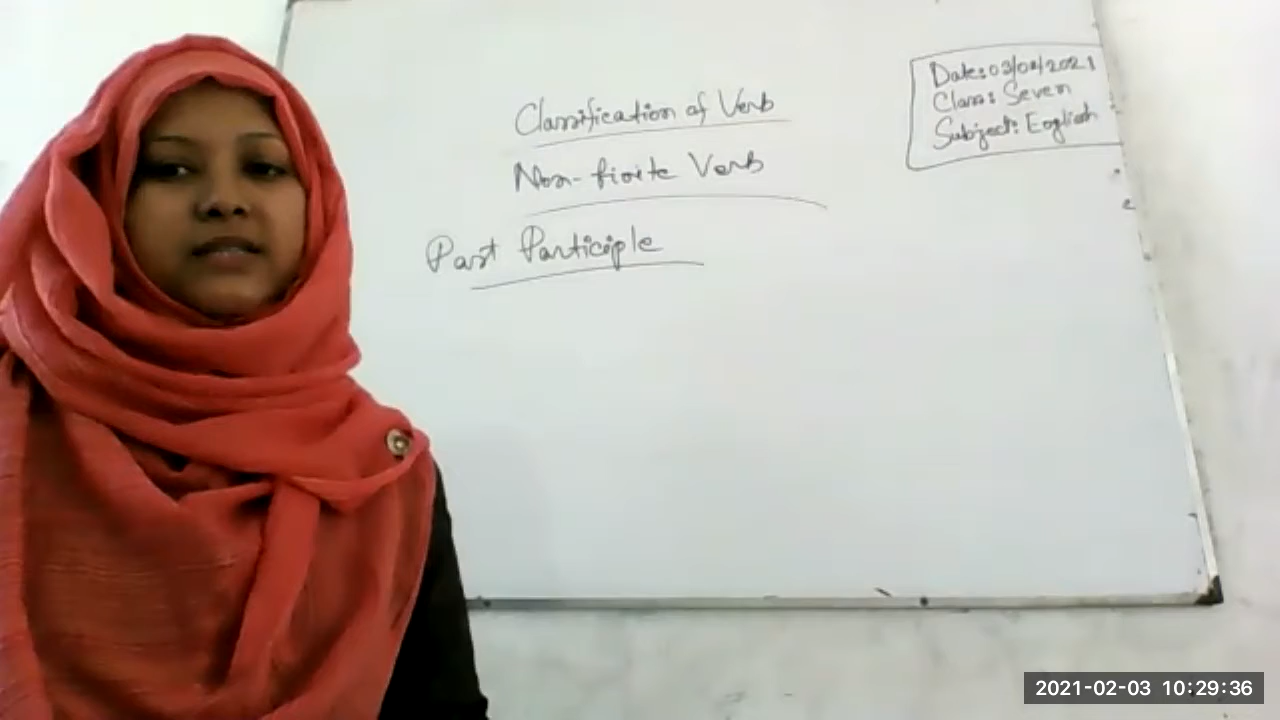 Classification of Verb
Non-finite Verb
Past Participle
Date: 03/02/2021
Class: Seven
Subject: English
2021-02-03 10:29:36